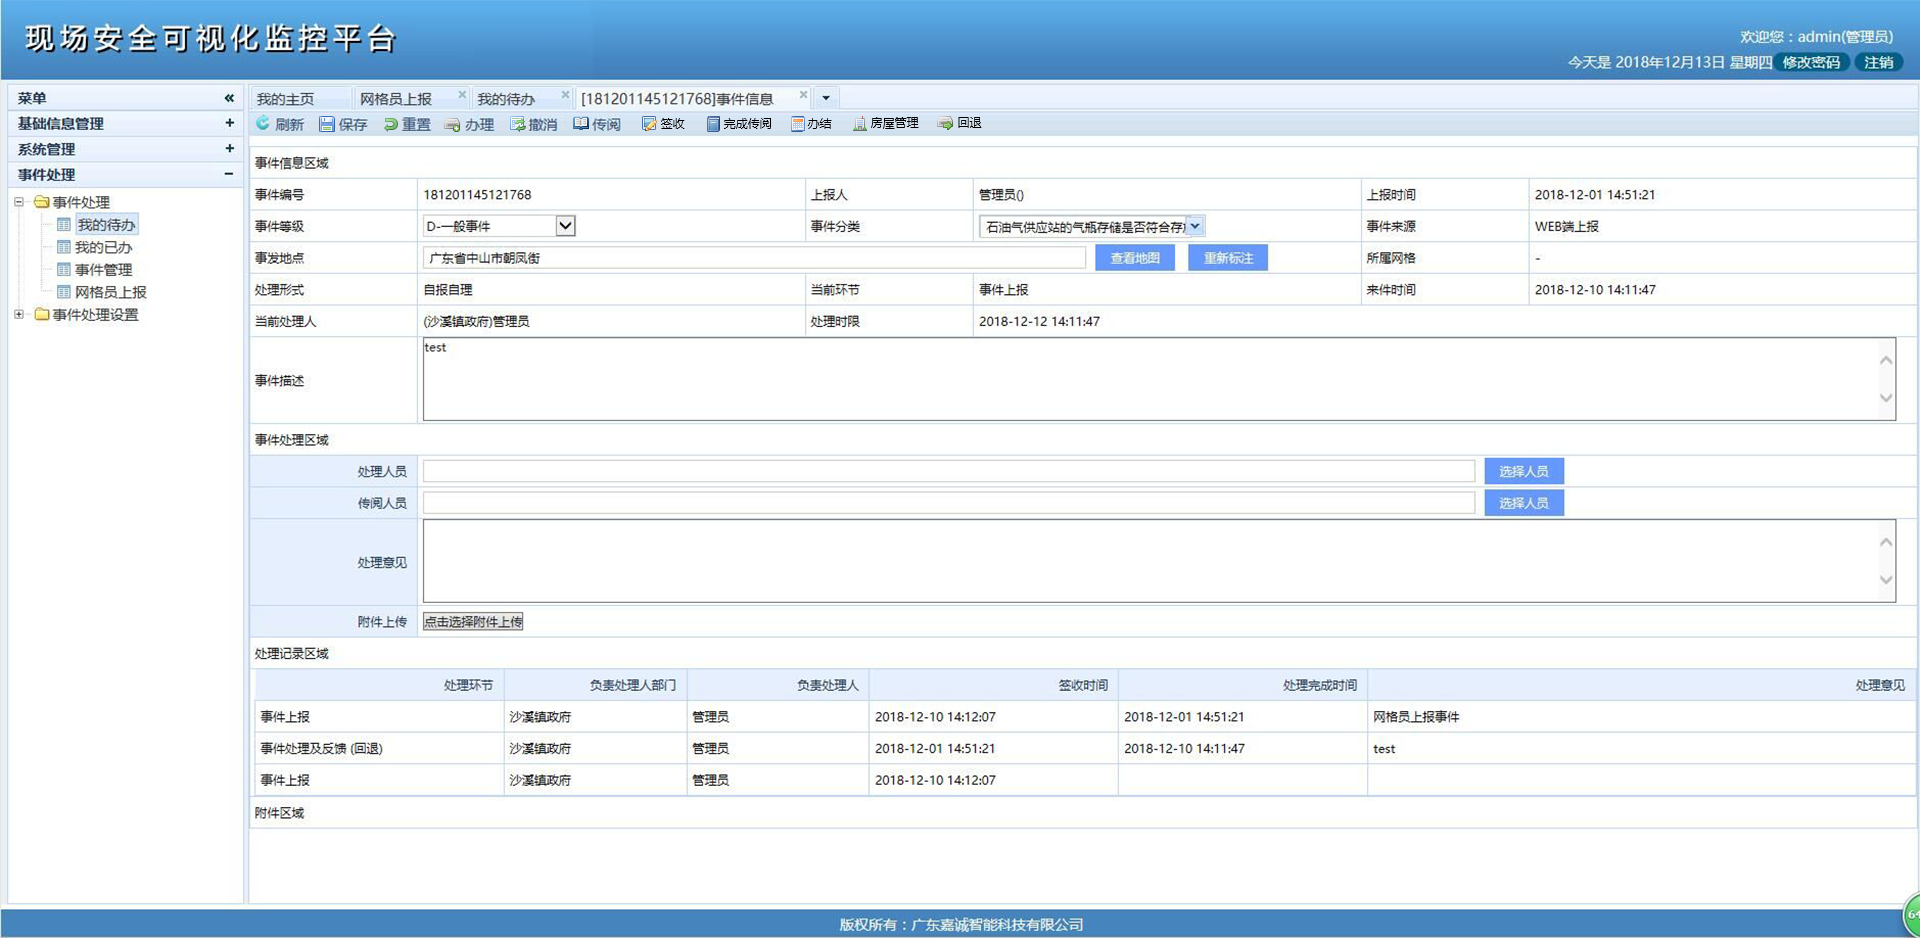 现场安全可视化监控平台
欢迎您：admin(管理员)
今天是 2018年12月13日 星期四 修改密码 注销
菜单 «
基础信息管理 +
系统管理 +
事件处理 −
事件处理
我的待办
我的已办
事件管理
网格员上报
事件处理设置
我的主页 网格员上报 × 我的待办 × [181201145121768]事件信息 ×
刷新 保存 重置 办理 撤消 传阅 签收 完成传阅 办结 房屋管理 回退
事件信息区域
事件编号 181201145121768 上报人 管理员() 上报时间 2018-12-01 14:51:21
事件等级 D-一般事件 事件分类 石油气供应站的气瓶存储是否符合存 事件来源 WEB端上报
事发地点 广东省中山市朝凤街 查看地图 重新标注 所属网格 -
处理形式 自报自理 当前环节 事件上报 来件时间 2018-12-10 14:11:47
当前处理人 (沙溪镇政府)管理员 处理时限 2018-12-12 14:11:47
事件描述 test
事件处理区域
处理人员 选择人员
传阅人员 选择人员
处理意见
附件上传 点击选择附件上传
处理记录区域
处理环节 负责处理人部门 负责处理人 签收时间 处理完成时间 处理意见
事件上报 沙溪镇政府 管理员 2018-12-10 14:12:07 2018-12-01 14:51:21 网格员上报事件
事件处理及反馈 (回退) 沙溪镇政府 管理员 2018-12-01 14:51:21 2018-12-10 14:11:47 test
事件上报 沙溪镇政府 管理员 2018-12-10 14:12:07
附件区域
版权所有：广东嘉诚智能科技有限公司